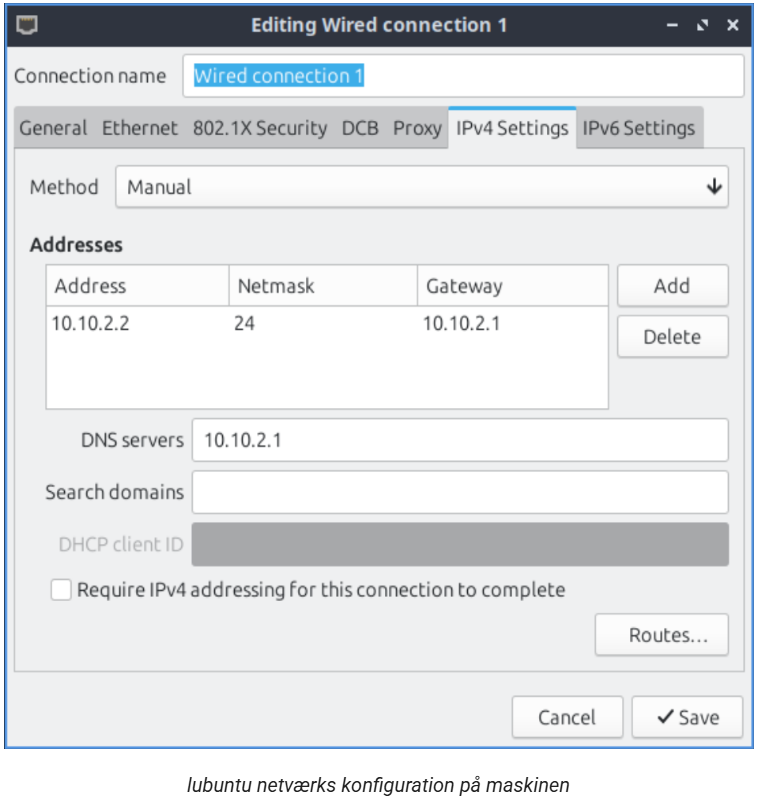 Editing Wired connection 1
Connection name Wired connection 1
General Ethernet 802.1X Security DCB Proxy IPv4 Settings IPv6 Settings
Method Manual
Addresses
Address Netmask Gateway Add
10.10.2.2 24 10.10.2.1
Delete
DNS servers 10.10.2.1
Search domains
DHCP client ID
Require IPv4 addressing for this connection to complete
Routes...
Cancel Save
lubuntu netværks konfiguration på maskinen